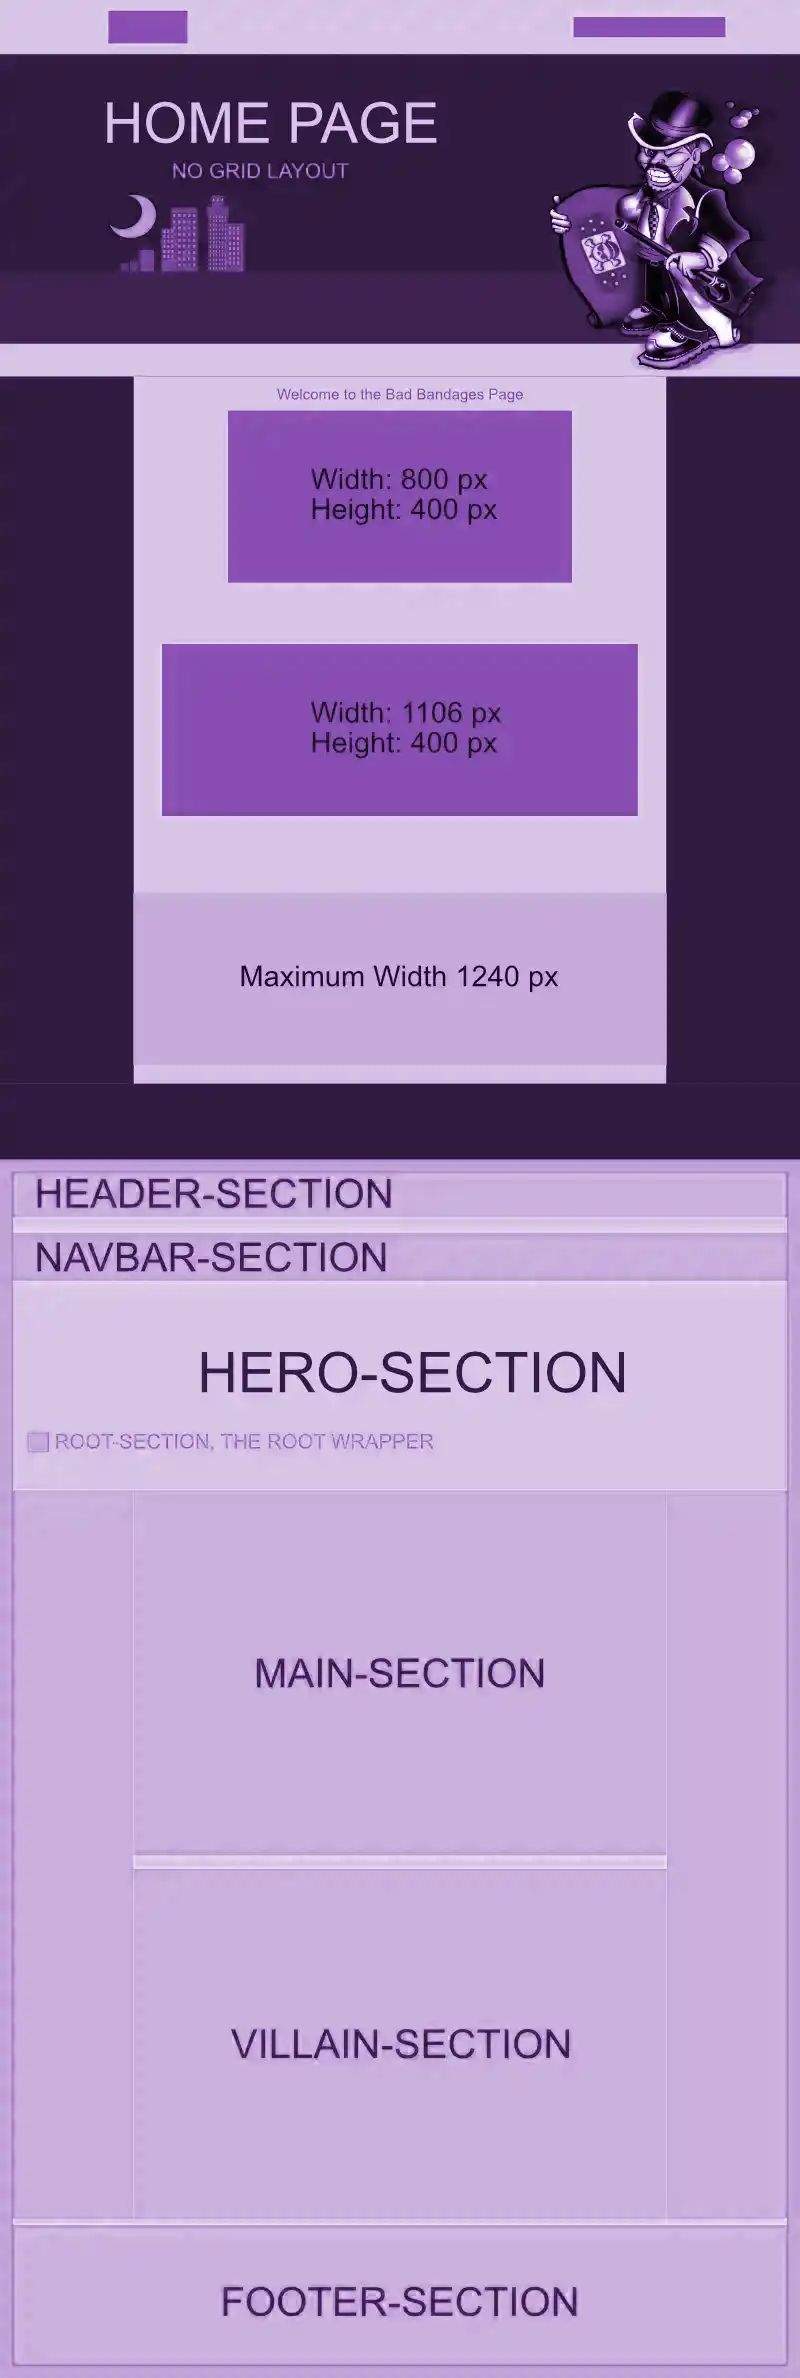 HOME PAGE
NO GRID LAYOUT
Welcome to the Bad Bandages Page
Width: 800 px
Height: 400 px
Width: 1106 px
Height: 400 px
Maximum Width 1240 px
HEADER-SECTION
NAVBAR-SECTION
HERO-SECTION
ROOT-SECTION, THE ROOT WRAPPER
MAIN-SECTION
VILLAIN-SECTION
FOOTER-SECTION